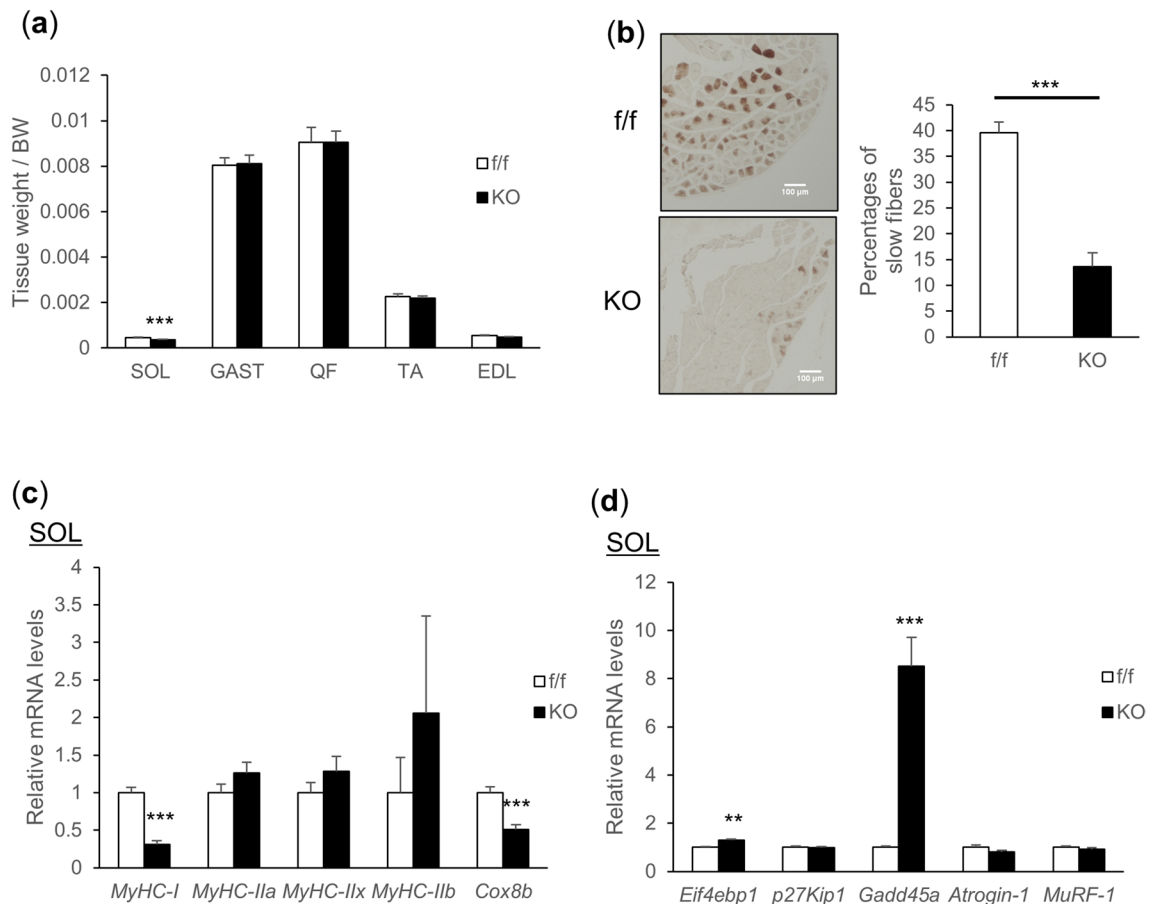 (a)
0.012
0.01
0.008
0.006
0.004
0.002
0
Tissue weight / BW
***
SOL GAST QF TA EDL
f/f
KO
(b)
f/f
100 µm
KO
100 µm
***
45
40
35
30
25
20
15
10
5
0
Percentages of
slow fibers
f/f KO
(c)
SOL
4
3.5
3
2.5
2
1.5
1
0.5
0
Relative mRNA levels
***
***
MyHC-I MyHC-IIa MyHC-IIx MyHC-IIb Cox8b
f/f
KO
(d)
SOL
12
10
8
6
4
2
0
Relative mRNA levels
**
***
Eif4ebp1 p27Kip1 Gadd45a Atrogin-1 MuRF-1
f/f
KO